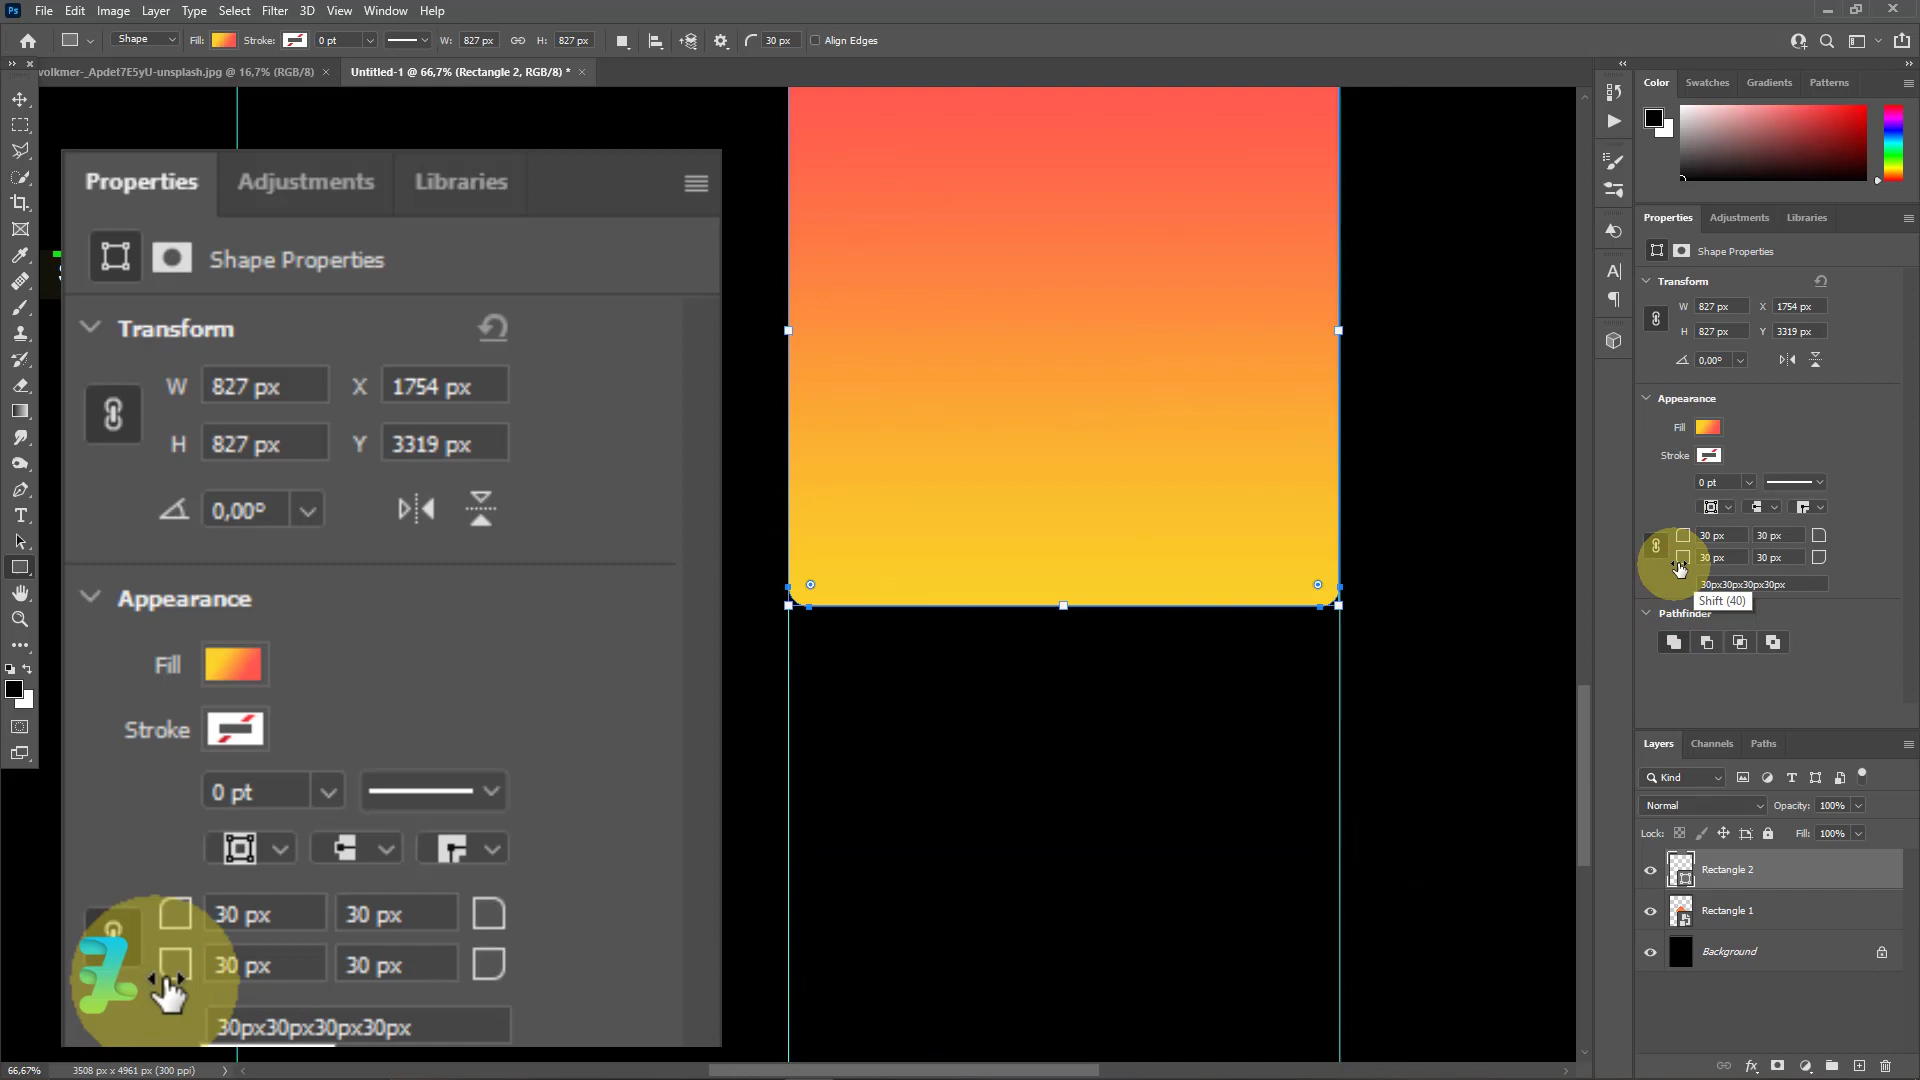 Ps File Edit Image Layer Type Select Filter 3D View Window Help
Shape Fill: Stroke: 0 pt W: 827 px H: 827 px 30 px Align Edges
volkmer-_Apdet7E5yU-unsplash.jpg @ 16,7% (RGB/8) × Untitled-1 @ 66,7% (Rectangle 2, RGB/8) * ×
Properties Adjustments Libraries
Shape Properties
Transform
W 827 px X 1754 px
H 827 px Y 3319 px
0,00°
Appearance
Fill
Stroke
0 pt
30 px 30 px
30 px 30 px
30px30px30px30px
Color Swatches Gradients Patterns
Properties Adjustments Libraries
Shape Properties
Transform
W 827 px X 1754 px
H 827 px Y 3319 px
0,00°
Appearance
Fill
Stroke
0 pt
30 px 30 px
30 px 30 px
30px30px30px30px
Shift (40)
Pathfinder
Layers Channels Paths
Kind
Normal Opacity: 100%
Lock: Fill: 100%
Rectangle 2
Rectangle 1
Background
66,67% 3508 px x 4961 px (300 ppi)